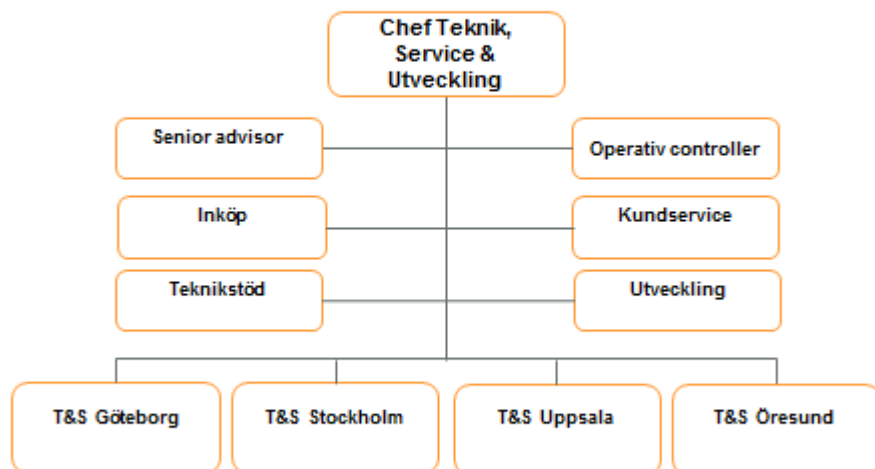 Chef Teknik,
Service &
Utveckling
Senior advisor
Operativ controller
Inköp
Kundservice
Teknikstöd
Utveckling
T&S Göteborg
T&S Stockholm
T&S Uppsala
T&S Öresund